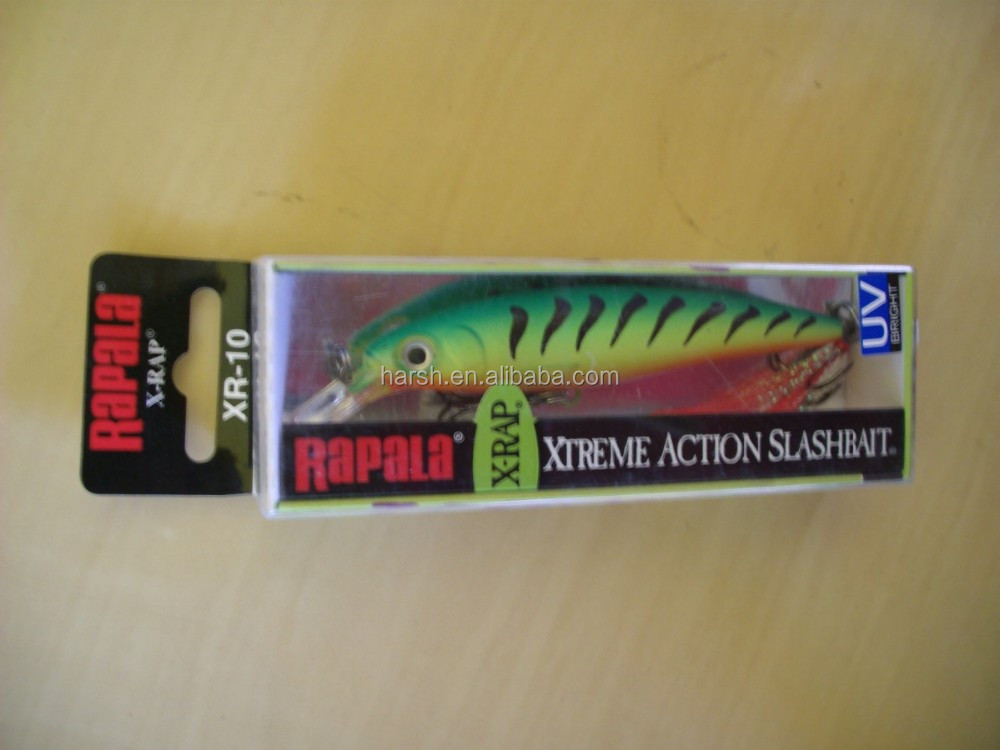 RAPALA®
X-RAP®
XR-10
UV
BRIGHT
harsh.en.alibaba.com
RAPALA®
X-RAP®
XTREME ACTION SLASHBAIT